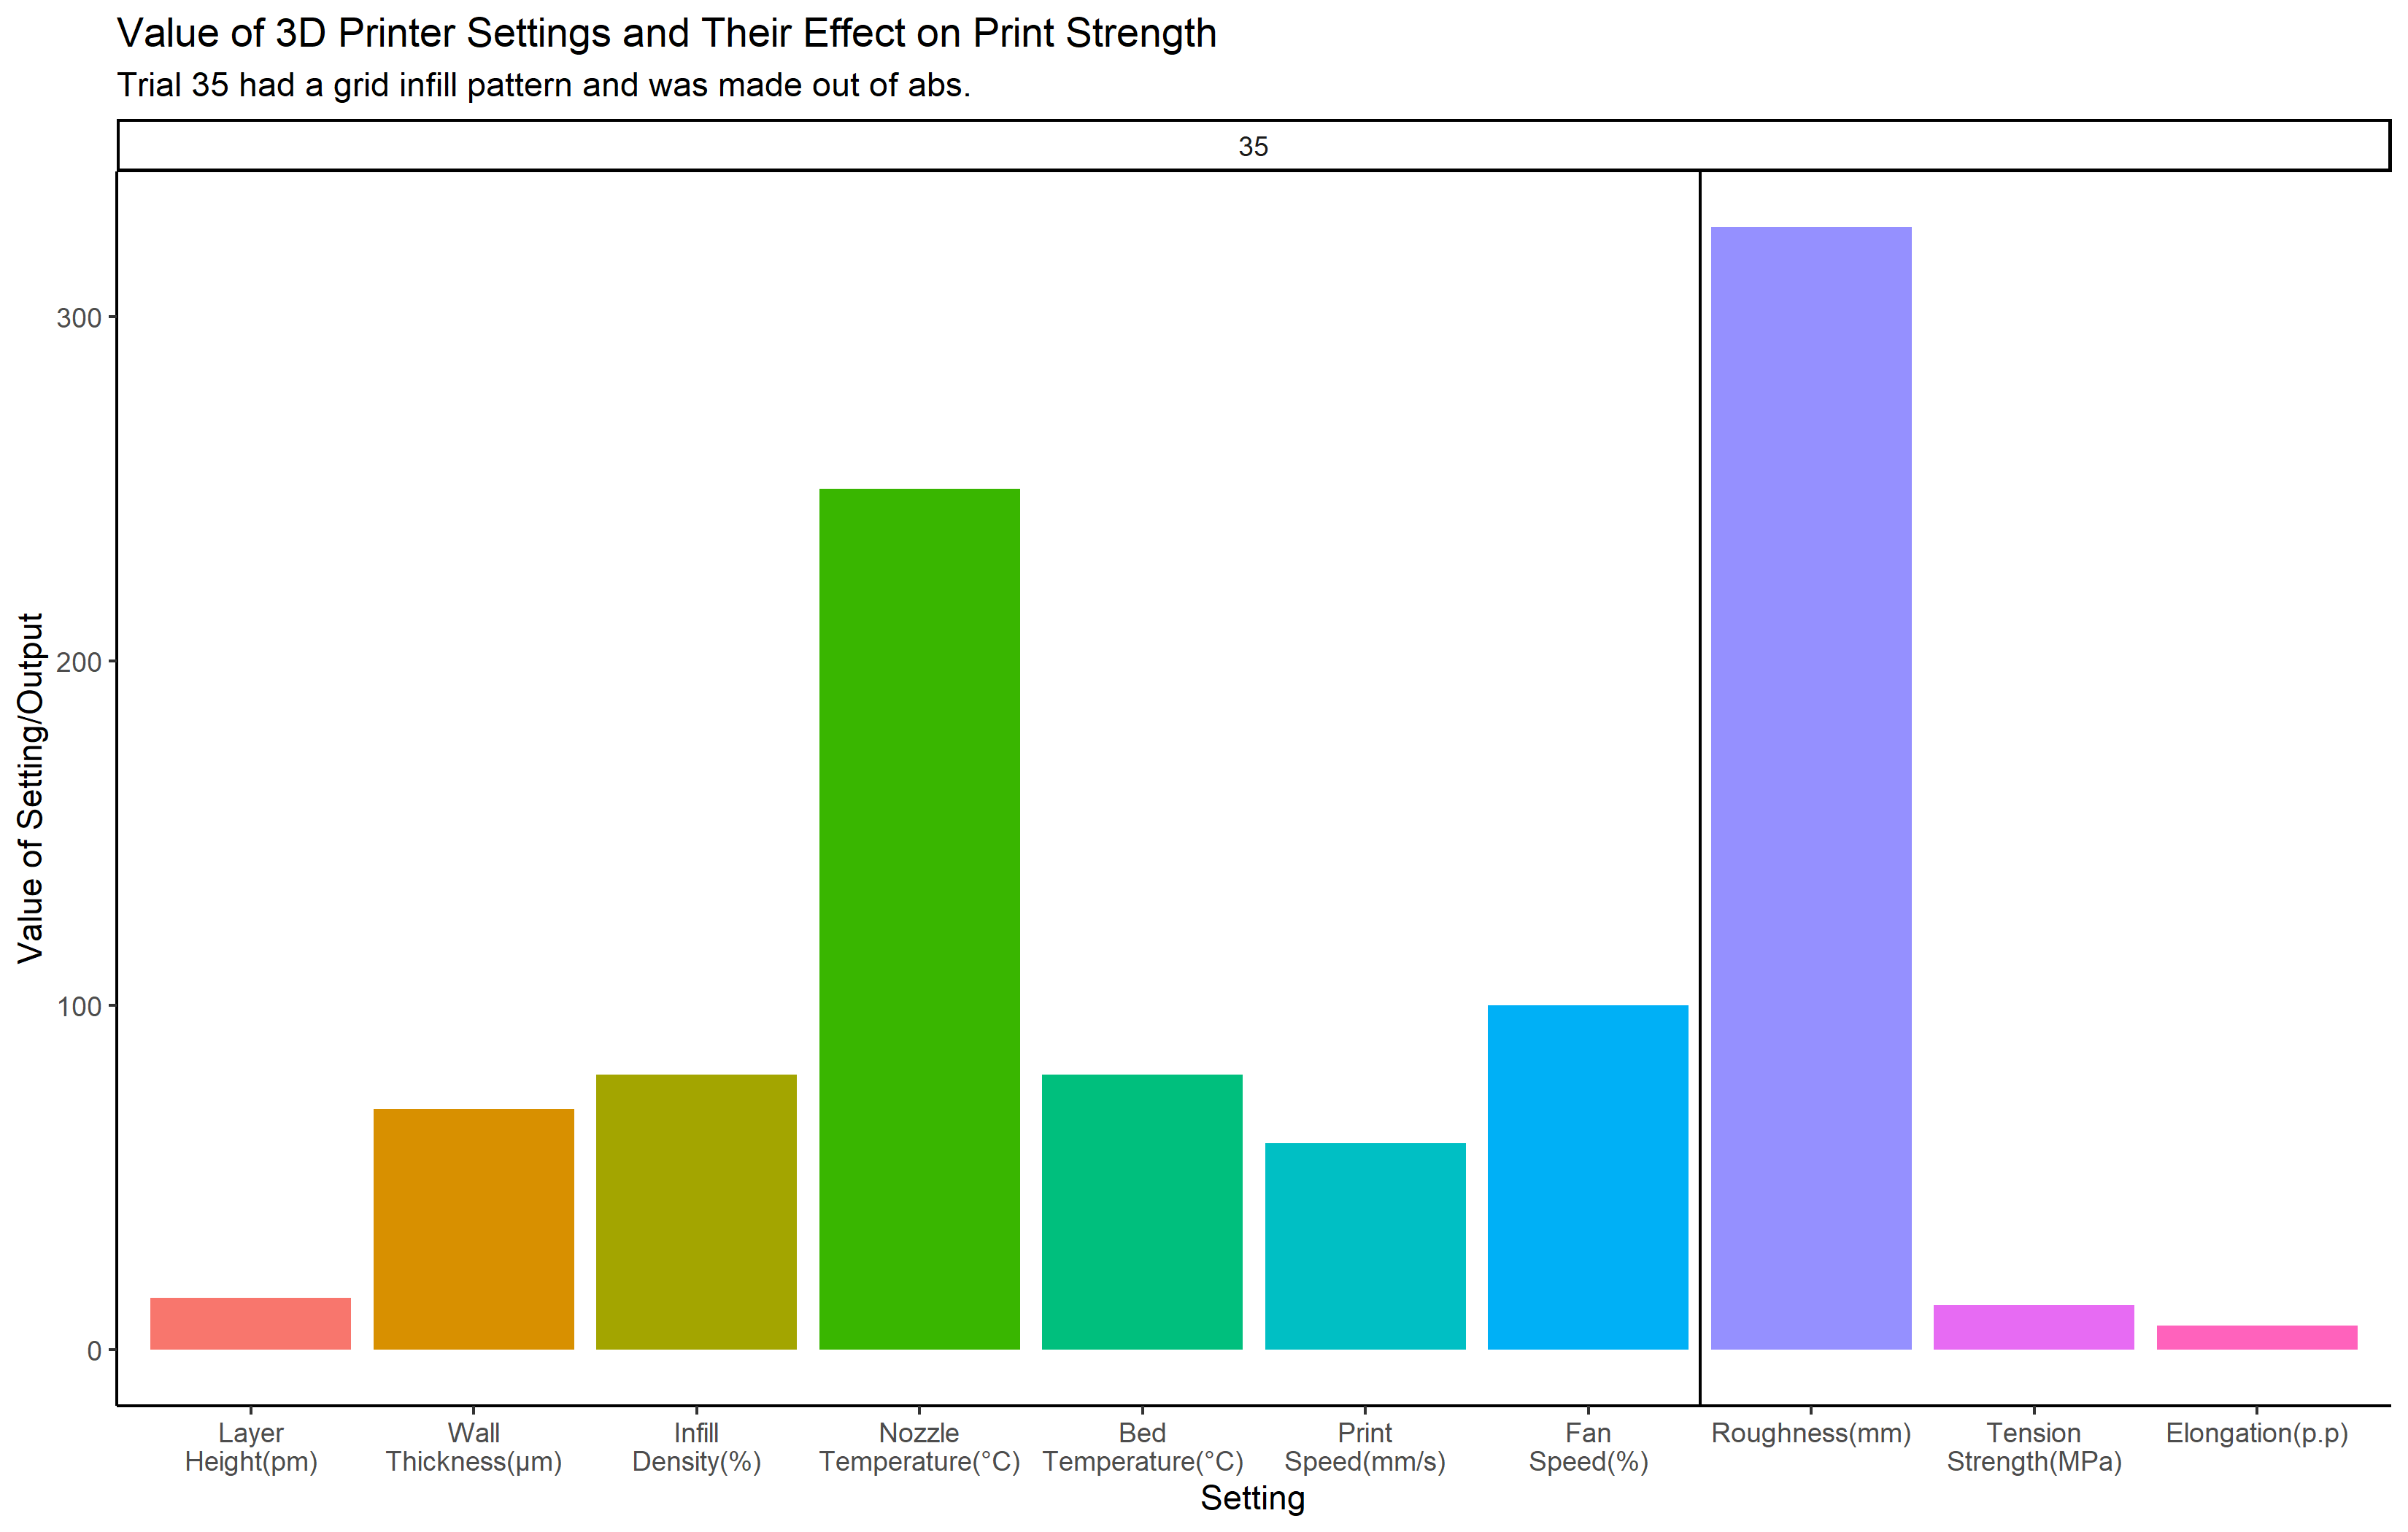 Value of 3D Printer Settings and Their Effect on Print Strength
Trial 35 had a grid infill pattern and was made out of abs.
35
Value of Setting/Output
300
200
100
0
Layer
Height(pm)
Wall
Thickness(µm)
Infill
Density(%)
Nozzle
Temperature(°C)
Bed
Temperature(°C)
Print
Speed(mm/s)
Fan
Speed(%)
Roughness(mm)
Tension
Strength(MPa)
Elongation(p.p)
Setting